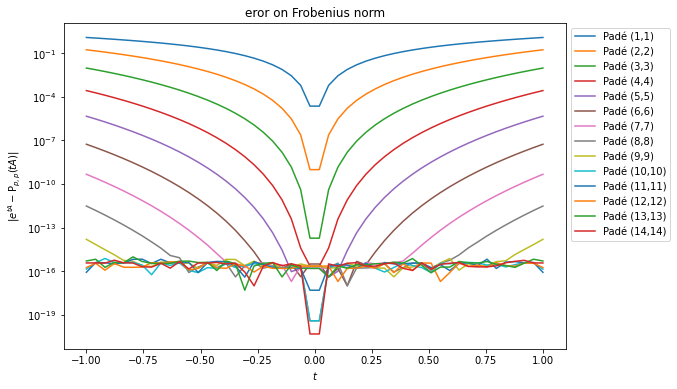 eror on Frobenius norm
|e^{tA} − P_{p,p}(tA)|
10⁻¹
10⁻⁴
10⁻⁷
10⁻¹⁰
10⁻¹³
10⁻¹⁶
10⁻¹⁹
−1.00 −0.75 −0.50 −0.25 0.00 0.25 0.50 0.75 1.00
t
Padé (1,1)
Padé (2,2)
Padé (3,3)
Padé (4,4)
Padé (5,5)
Padé (6,6)
Padé (7,7)
Padé (8,8)
Padé (9,9)
Padé (10,10)
Padé (11,11)
Padé (12,12)
Padé (13,13)
Padé (14,14)